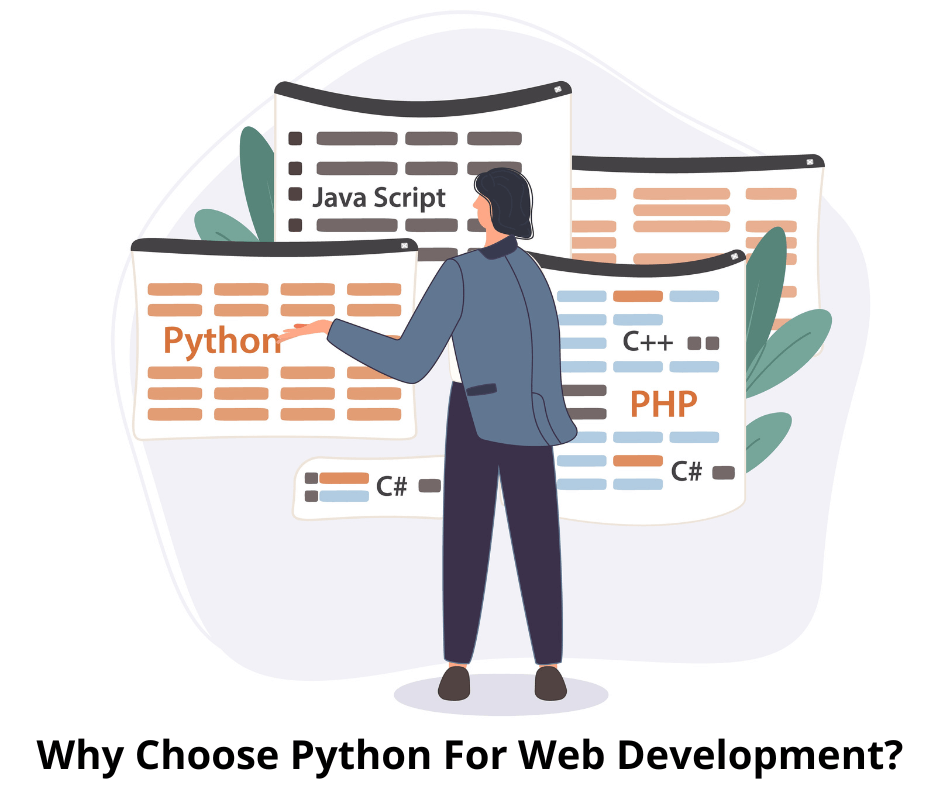 Java Script
Python
C++
PHP
C#
C#
Why Choose Python For Web Development?